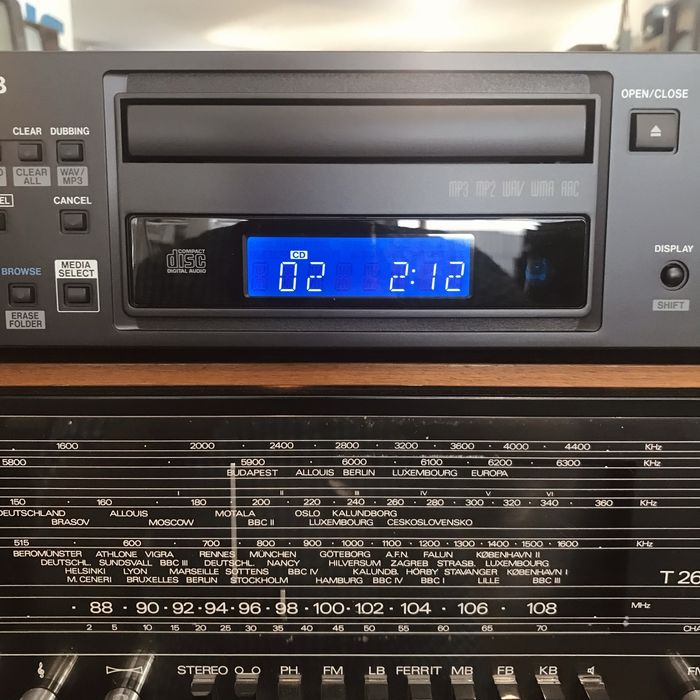 OPEN/CLOSE
CLEAR DUBBING
CLEAR ALL
WAV/MP3
MP3 MP2 WAV WMA AAC
CANCEL
COMPACT disc DIGITAL AUDIO
CD
02 2:12
DISPLAY
BROWSE
MEDIA SELECT
SHIFT
ERASE FOLDER
1600 2000 2400 2800 3200 3600 4000 4400 KHz
5800 5900 6000 6100 6200 6300 KHz
BUDAPEST ALLOUIS BERLIN LUXEMBOURG EUROPA
I II III IV V VI
150 160 180 200 220 240 260 280 300 320 340 360 KHz
DEUTSCHLAND ALLOUIS MOTALA OSLO KALUNDBORG
BRASOV MOSCOW BBC II LUXEMBOURG CESKOSLOVENSKO
515 600 700 800 900 1000 1100 1200 1300 1400 1500 1600 KHz
BEROMÜNSTER ATHLONE VIGRA RENNES MÜNCHEN GÖTEBORG A.F.N. FALUN KØBENHAVN II
DEUTSCHL. SUNDSVALL BBC III DEUTSCHL. NANCY HILVERSUM ZAGREB STRASB. LUXEMBOURG
HELSINKI LYON MARSEILLE SOTTENS BBC IV KALUNDB. HÖRBY STAVANGER KØBENHAVN I
M. CENERI BRUXELLES BERLIN STOCKHOLM HAMBURG BBC IV BBC I LILLE BBC III
T 26
88 90 92 94 96 98 100 102 104 106 108 MHz
2 5 10 15 20 25 30 35 40 45 50 55 60 65 70 CHA
STEREO PH. FM LB FERRIT MB FB KB